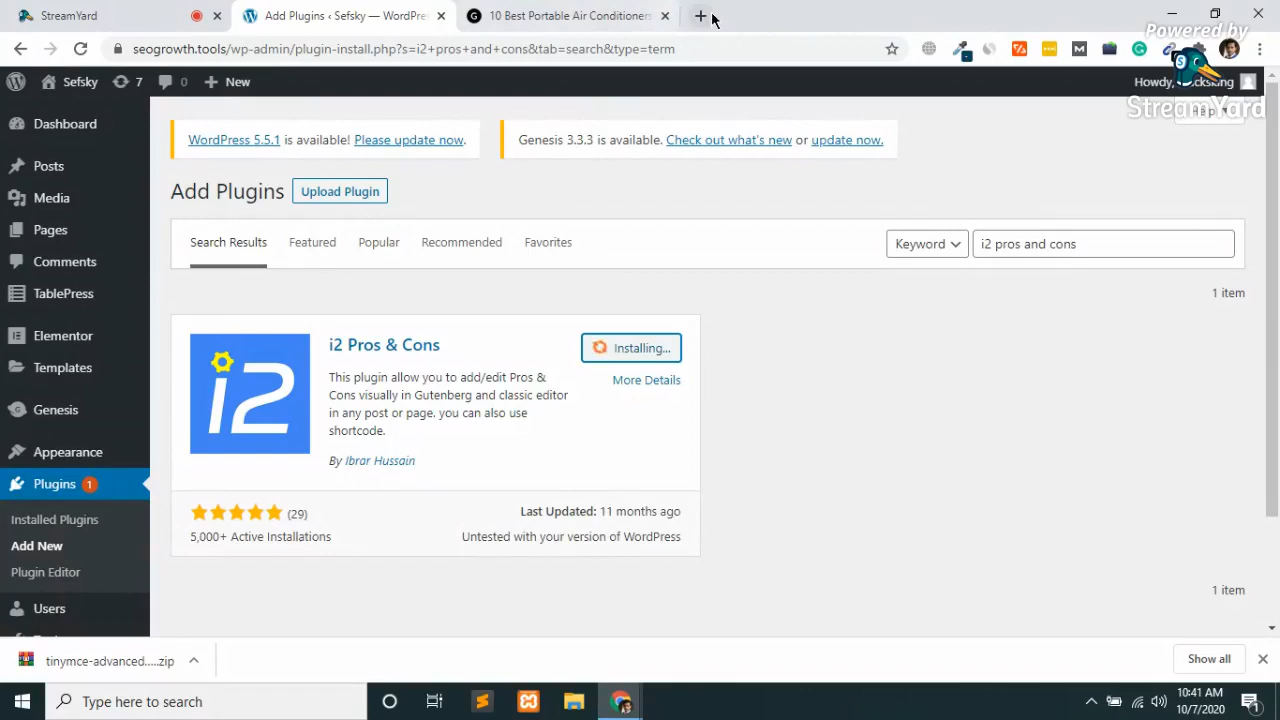 StreamYard
Add Plugins ‹ Sefsky — WordPre
10 Best Portable Air Conditioners
Powered by
StreamYard
seogrowth.tools/wp-admin/plugin-install.php?s=i2+pros+and+cons&tab=search&type=term
Sefsky
7
0
New
Howdy,
Help
Dashboard
Posts
Media
Pages
Comments
TablePress
Elementor
Templates
Genesis
Appearance
Plugins 1
Installed Plugins
Add New
Plugin Editor
Users
WordPress 5.5.1 is available! Please update now.
Genesis 3.3.3 is available. Check out what's new or update now.
Add Plugins
Upload Plugin
Search Results
Featured
Popular
Recommended
Favorites
Keyword
i2 pros and cons
1 item
i2
i2 Pros & Cons
Installing...
More Details
This plugin allow you to add/edit Pros &
Cons visually in Gutenberg and classic editor
in any post or page. you can also use
shortcode.
By Ibrar Hussain
(29)
Last Updated: 11 months ago
5,000+ Active Installations
Untested with your version of WordPress
1 item
tinymce-advanced.....zip
Show all
Type here to search
10:41 AM
10/7/2020
1